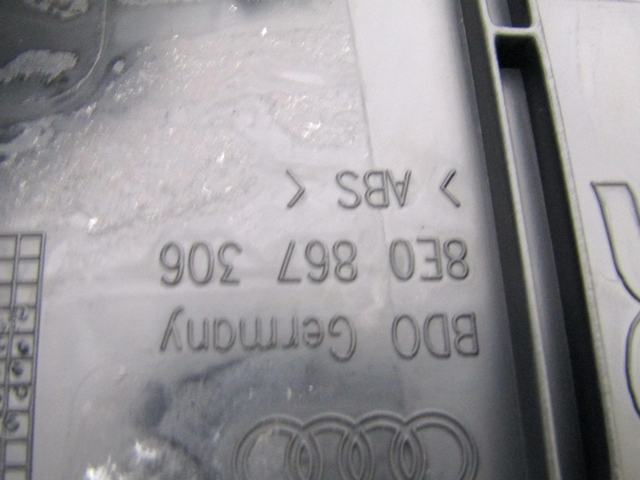 BDO Germany
8E0 867 306
< ABS >